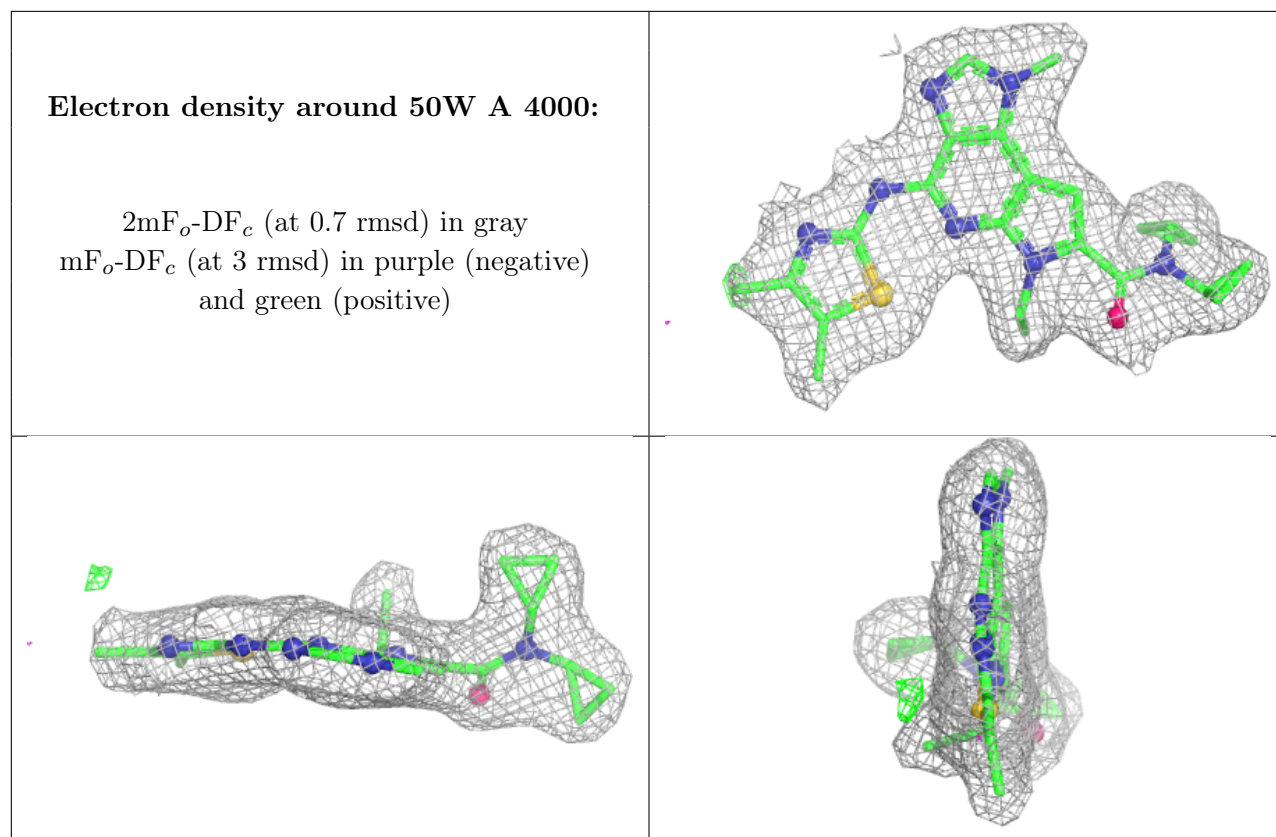 Electron density around 50W A 4000:
2mFₒ-DF𝒸 (at 0.7 rmsd) in gray
mFₒ-DF𝒸 (at 3 rmsd) in purple (negative)
and green (positive)